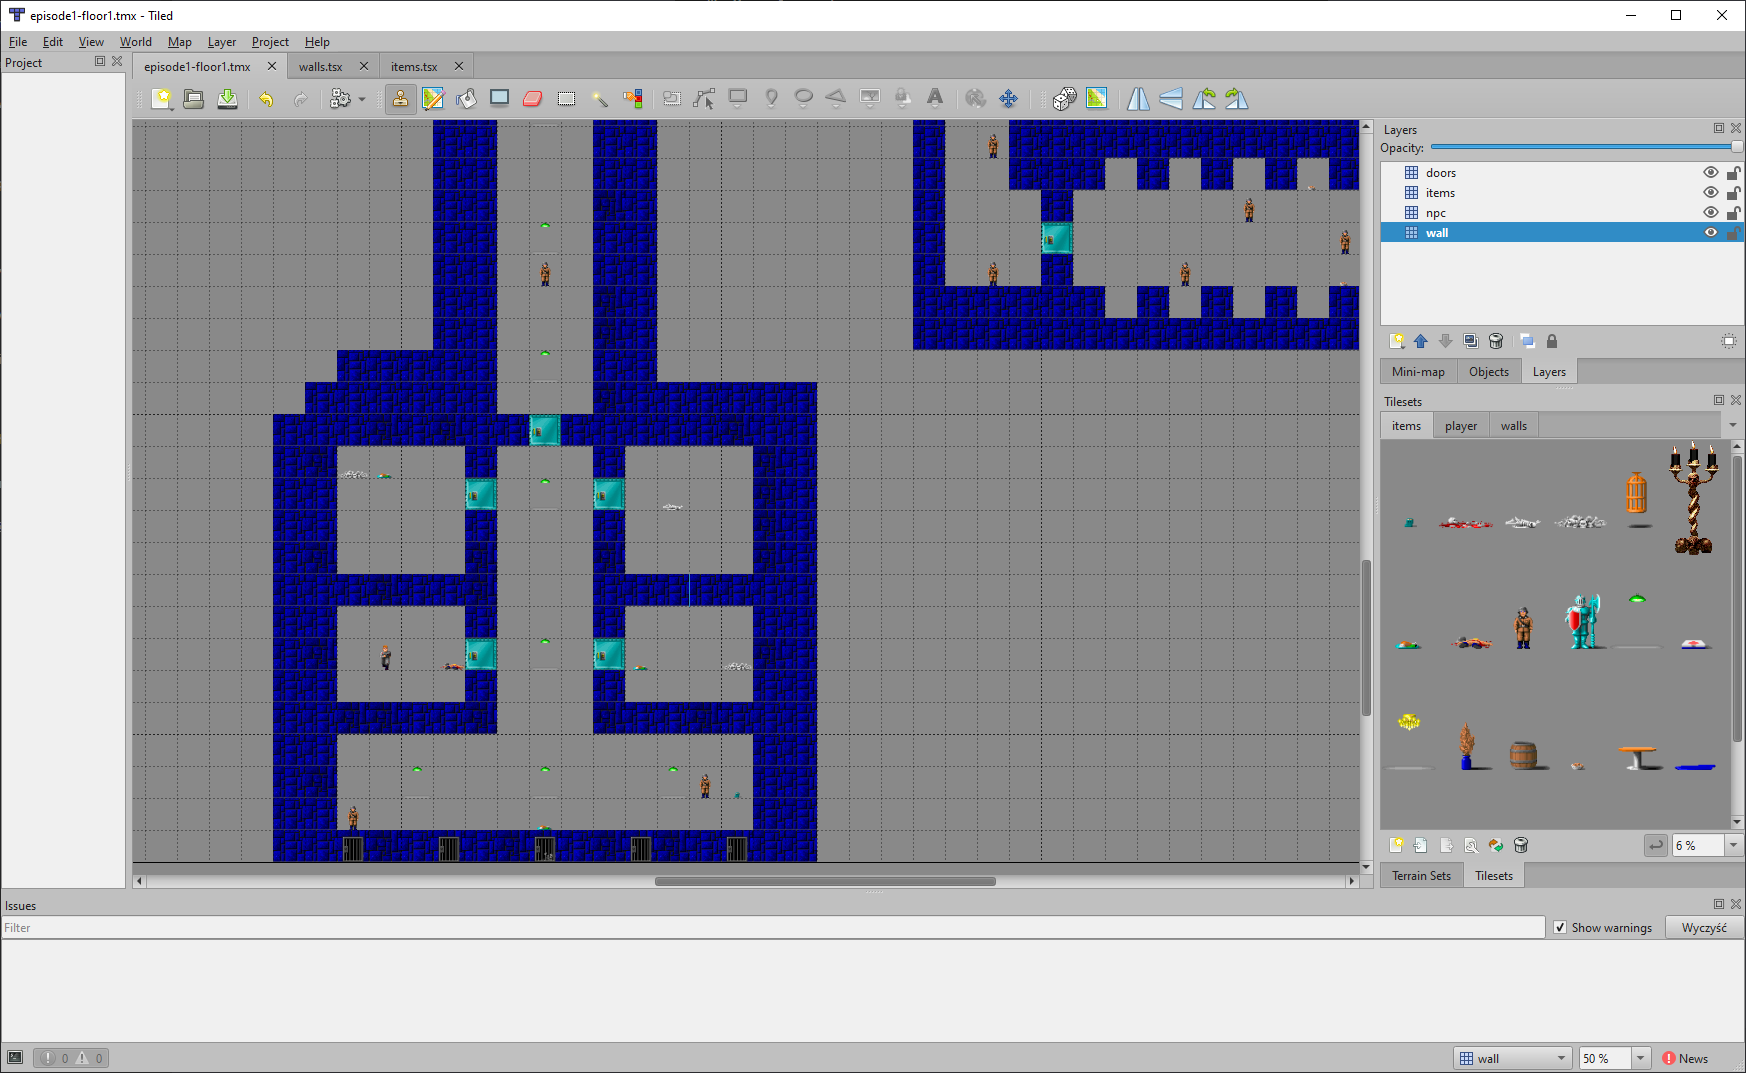 episode1-floor1.tmx - Tiled
File Edit View World Map Layer Project Help
Project
episode1-floor1.tmx walls.tsx items.tsx
Layers
Opacity:
doors
items
npc
wall
Mini-map Objects Layers
Tilesets
items player walls
6 %
Terrain Sets Tilesets
Issues
Filter
Show warnings Wyczyść
0 0
wall 50 % News